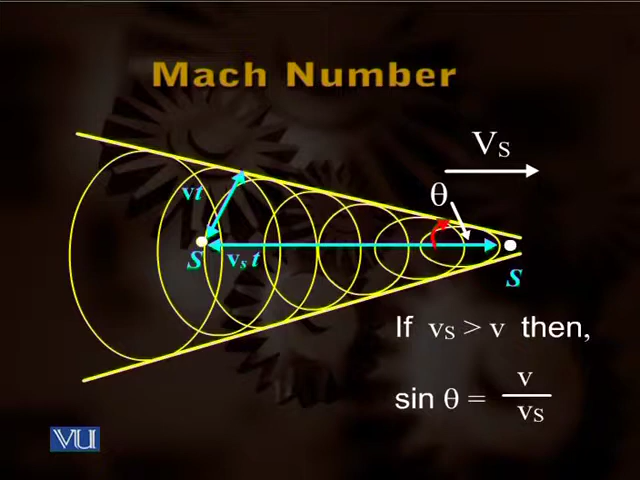 Mach Number
Vs
vt
θ
S
vs t
S
If vs > v then,
sin θ = v / vs
VU